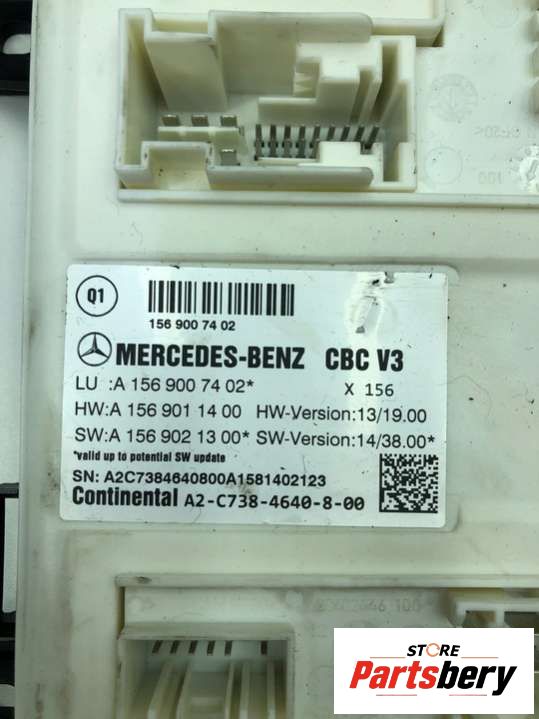 100
Q1
156 900 74 02
MERCEDES-BENZ CBC V3
LU :A 156 900 74 02* X 156
HW:A 156 901 14 00 HW-Version:13/19.00
SW:A 156 902 13 00* SW-Version:14/38.00*
*valid up to potential SW update
SN: A2C7384640800A1581402123
Continental A2-C738-4640-8-00
100
STORE
Partsbery